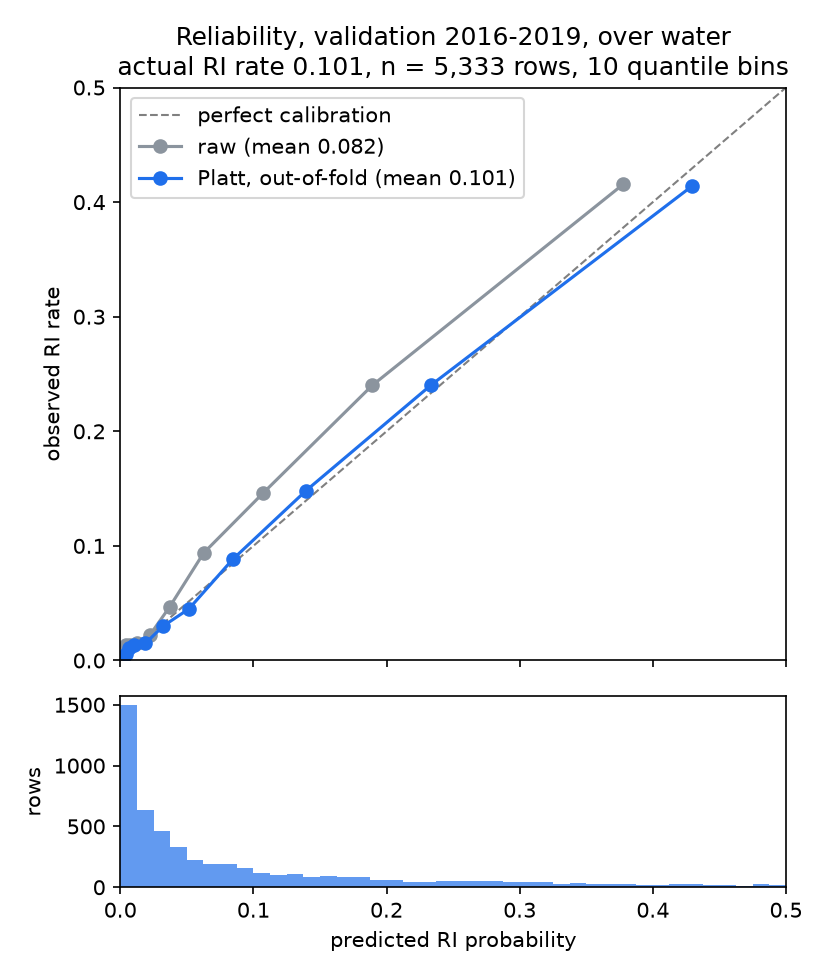 Reliability, validation 2016-2019, over water
actual RI rate 0.101, n = 5,333 rows, 10 quantile bins
perfect calibration
raw (mean 0.082)
Platt, out-of-fold (mean 0.101)
observed RI rate
0.5
0.4
0.3
0.2
0.1
0.0
rows
1500
1000
500
0
0.0 0.1 0.2 0.3 0.4 0.5
predicted RI probability